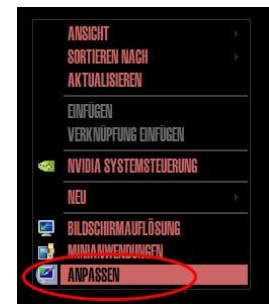 ANSICHT
SORTIEREN NACH
AKTUALISIEREN
EINFÜGEN
VERKNÜPFUNG EINFÜGEN
NVIDIA SYSTEMSTEUERUNG
NEU
BILDSCHIRMAUFLÖSUNG
MINIANWENDUNGEN
ANPASSEN